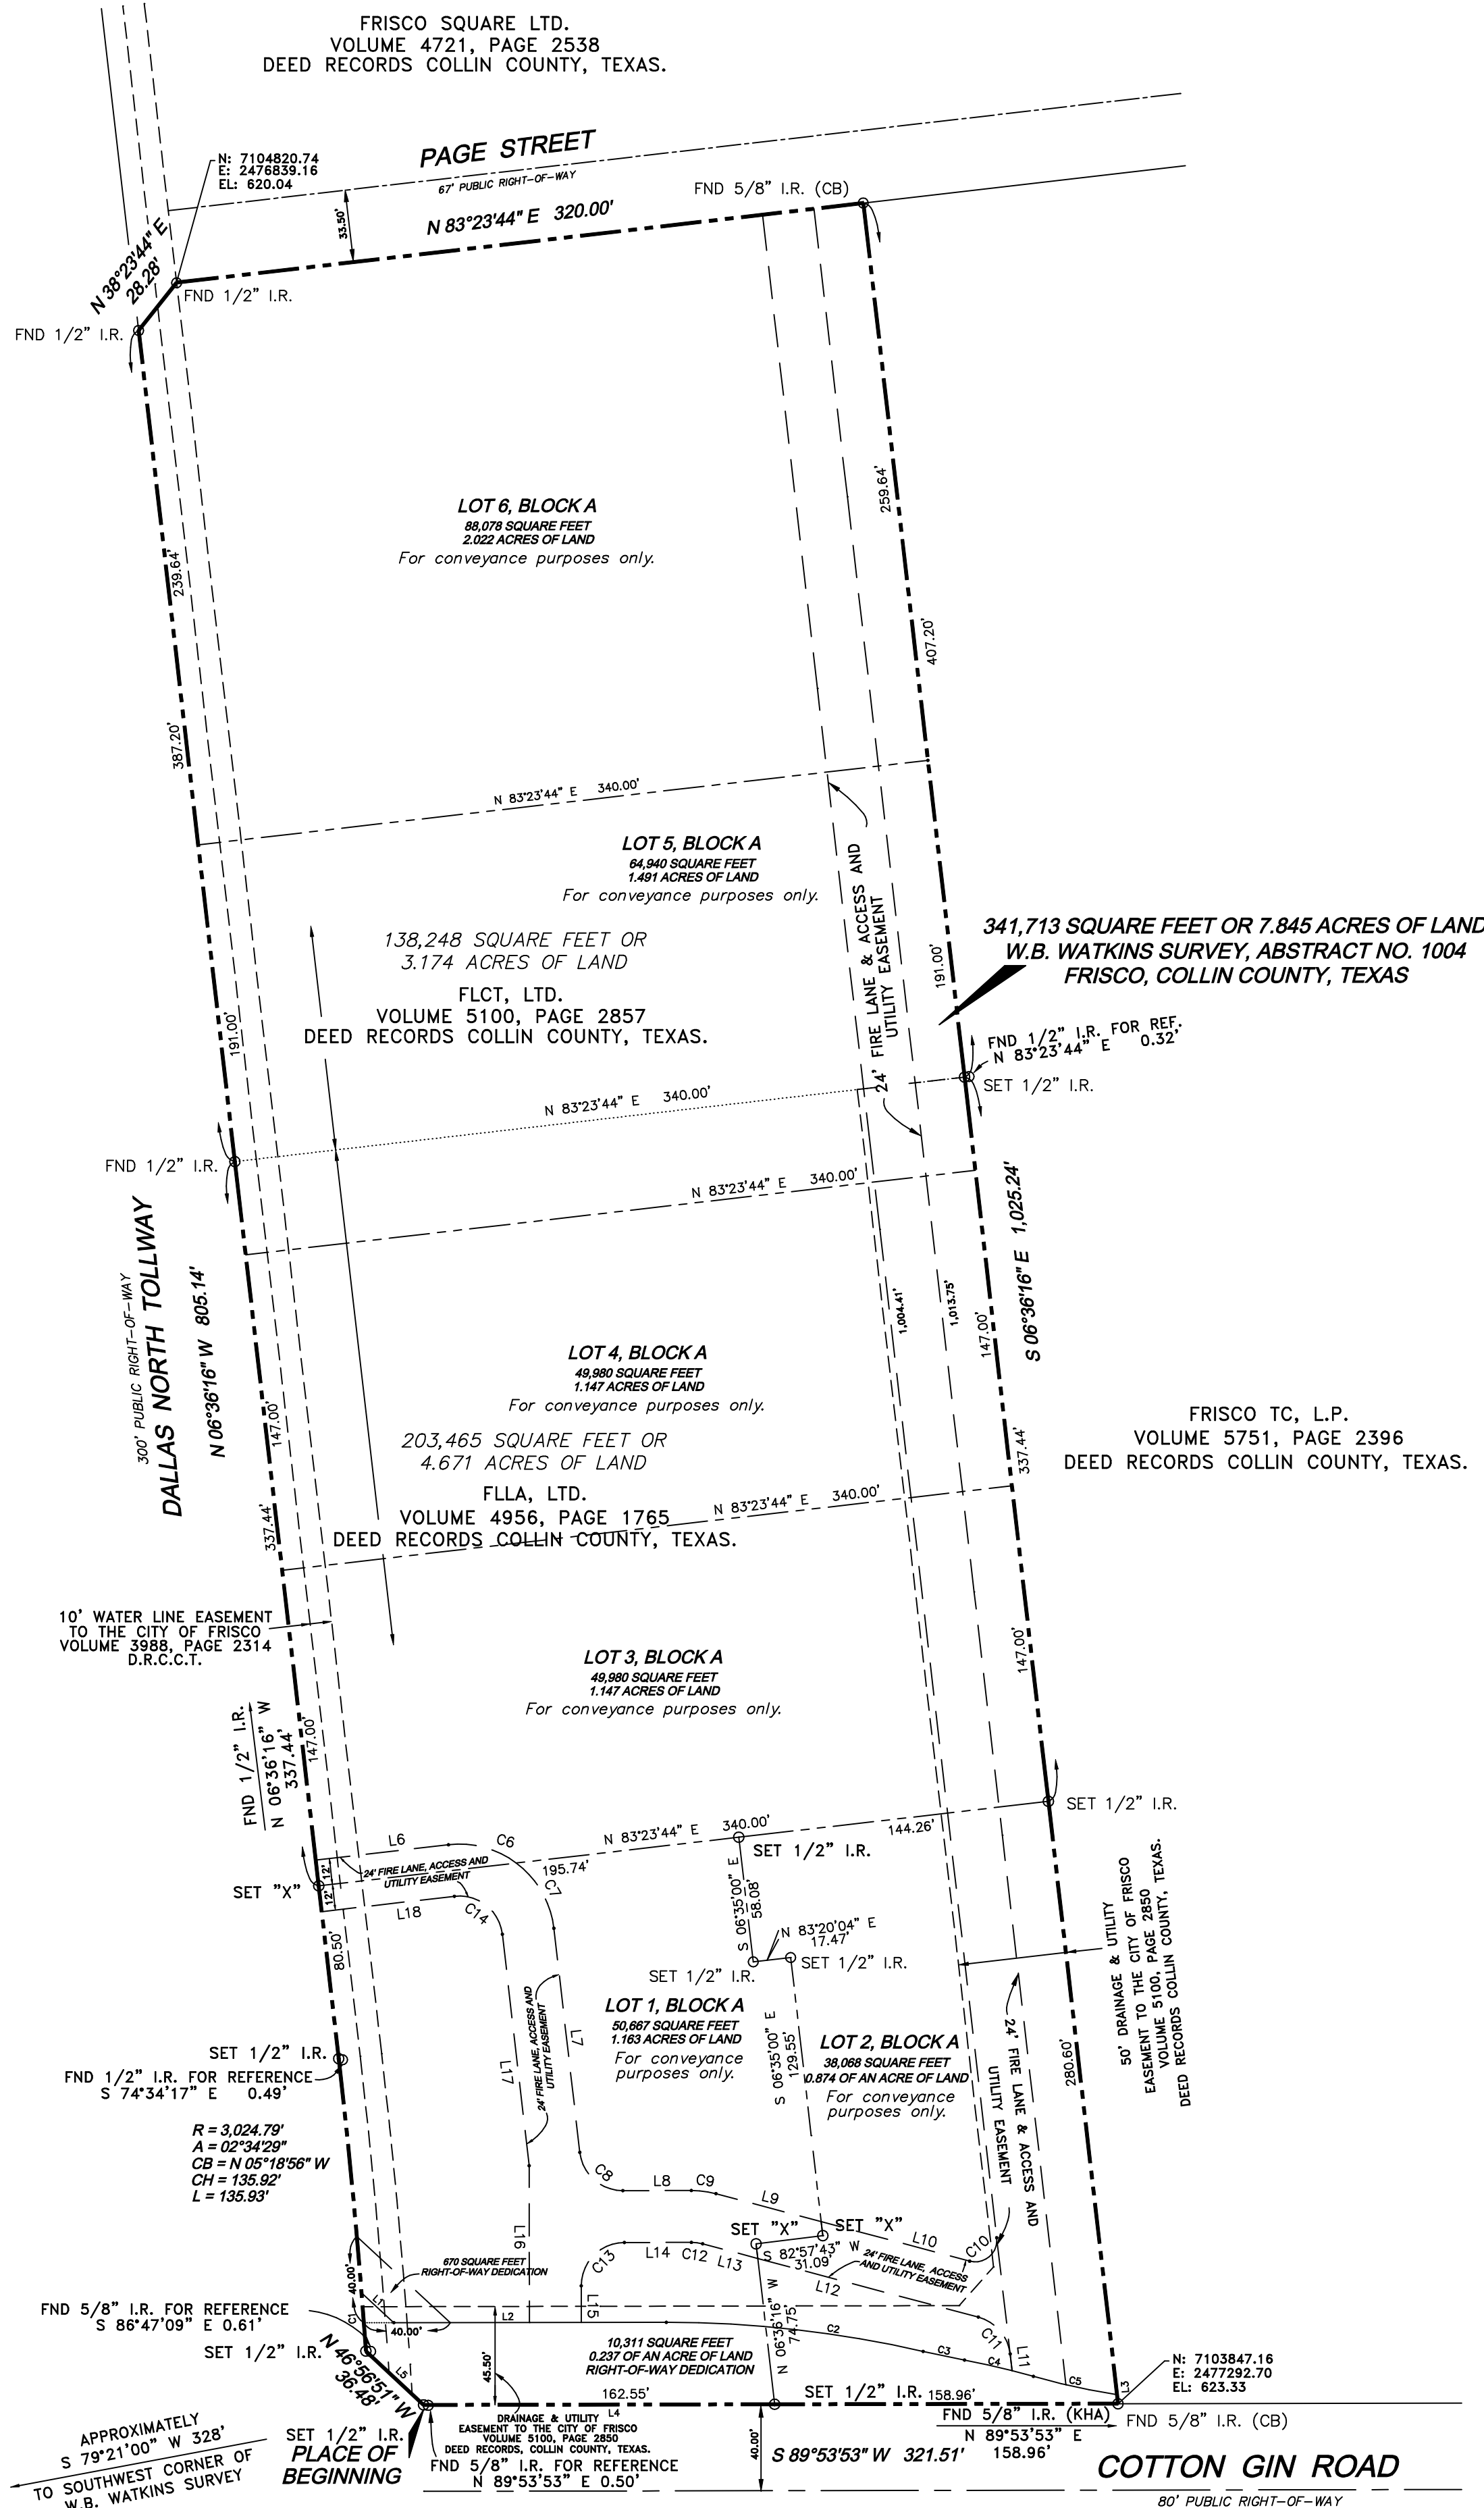 FRISCO SQUARE LTD.
VOLUME 4721, PAGE 2538
DEED RECORDS COLLIN COUNTY, TEXAS.
PAGE STREET
67' PUBLIC RIGHT-OF-WAY
N: 7104820.74
E: 2476839.16
EL: 620.04
33.50'
N 83°23'44" E 320.00'
FND 5/8" I.R. (CB)
N 38°23'44" E
28.28'
FND 1/2" I.R.
FND 1/2" I.R.
259.64'
LOT 6, BLOCK A
88,078 SQUARE FEET
2.022 ACRES OF LAND
For conveyance purposes only.
239.64'
407.20'
387.20'
N 83°23'44" E 340.00'
LOT 5, BLOCK A
64,940 SQUARE FEET
1.491 ACRES OF LAND
For conveyance purposes only.
24' FIRE LANE & ACCESS AND
UTILITY EASEMENT
138,248 SQUARE FEET OR
3.174 ACRES OF LAND
FLCT, LTD.
VOLUME 5100, PAGE 2857
DEED RECORDS COLLIN COUNTY, TEXAS.
341,713 SQUARE FEET OR 7.845 ACRES OF LAND
W.B. WATKINS SURVEY, ABSTRACT NO. 1004
FRISCO, COLLIN COUNTY, TEXAS
191.00'
191.00'
FND 1/2" I.R. FOR REF.
N 83°23'44" E 0.32'
SET 1/2" I.R.
N 83°23'44" E 340.00'
FND 1/2" I.R.
N 83°23'44" E 340.00'
300' PUBLIC RIGHT-OF-WAY
DALLAS NORTH TOLLWAY
N 06°36'16" W 805.14'
S 06°36'16" E 1,025.24'
1,004.41'
1,013.75'
147.00'
147.00'
LOT 4, BLOCK A
49,980 SQUARE FEET
1.147 ACRES OF LAND
For conveyance purposes only.
203,465 SQUARE FEET OR
4.671 ACRES OF LAND
FLLA, LTD.
VOLUME 4956, PAGE 1765
DEED RECORDS COLLIN COUNTY, TEXAS.
FRISCO TC, L.P.
VOLUME 5751, PAGE 2396
DEED RECORDS COLLIN COUNTY, TEXAS.
337.44'
337.44'
N 83°23'44" E 340.00'
10' WATER LINE EASEMENT
TO THE CITY OF FRISCO
VOLUME 3988, PAGE 2314
D.R.C.C.T.
LOT 3, BLOCK A
49,980 SQUARE FEET
1.147 ACRES OF LAND
For conveyance purposes only.
147.00'
147.00'
FND 1/2" I.R.
N 06°36'16" W
337.44'
SET 1/2" I.R.
N 83°23'44" E 340.00'
144.26'
195.74'
SET 1/2" I.R.
L6
C6
C7
24' FIRE LANE, ACCESS AND
UTILITY EASEMENT
SET "X"
12'
12'
L18
C14
80.50'
S 06°35'00" E
58.08'
N 83°20'04" E
17.47'
SET 1/2" I.R.
SET 1/2" I.R.
50' DRAINAGE & UTILITY
EASEMENT TO THE CITY OF FRISCO
VOLUME 5100, PAGE 2850
DEED RECORDS COLLIN COUNTY, TEXAS.
LOT 1, BLOCK A
50,667 SQUARE FEET
1.163 ACRES OF LAND
For conveyance
purposes only.
S 06°35'00" E
129.55'
LOT 2, BLOCK A
38,068 SQUARE FEET
0.874 OF AN ACRE OF LAND
For conveyance
purposes only.
24' FIRE LANE & ACCESS AND
UTILITY EASEMENT
280.60'
24' FIRE LANE, ACCESS AND
UTILITY EASEMENT
L7
L17
SET 1/2" I.R.
FND 1/2" I.R. FOR REFERENCE
S 74°34'17" E 0.49'
R = 3,024.79'
A = 02°34'29"
CB = N 05°18'56" W
CH = 135.92'
L = 135.93'
C8
L8
C9
L9
L10
C10
SET "X"
SET "X"
S 82°57'43" W
31.09'
L16
C13
L14
C12
L13
L12
24' FIRE LANE, ACCESS
AND UTILITY EASEMENT
670 SQUARE FEET
RIGHT-OF-WAY DEDICATION
40.00'
L1
C1
40.00'
L2
L15
C2
C3
C4
C5
C11
L11
L3
FND 5/8" I.R. FOR REFERENCE
S 86°47'09" E 0.61'
SET 1/2" I.R.
N 46°56'51" W
36.48'
L5
45.50'
10,311 SQUARE FEET
0.237 OF AN ACRE OF LAND
RIGHT-OF-WAY DEDICATION
N 06°36'16" W
74.75'
N: 7103847.16
E: 2477292.70
EL: 623.33
162.55'
L4
SET 1/2" I.R.
158.96'
FND 5/8" I.R. (KHA)
N 89°53'53" E
158.96'
FND 5/8" I.R. (CB)
APPROXIMATELY
S 79°21'00" W 328'
TO SOUTHWEST CORNER OF
W.B. WATKINS SURVEY
SET 1/2" I.R.
PLACE OF
BEGINNING
DRAINAGE & UTILITY
EASEMENT TO THE CITY OF FRISCO
VOLUME 5100, PAGE 2850
DEED RECORDS, COLLIN COUNTY, TEXAS.
FND 5/8" I.R. FOR REFERENCE
N 89°53'53" E 0.50'
40.00'
S 89°53'53" W 321.51'
COTTON GIN ROAD
80' PUBLIC RIGHT-OF-WAY